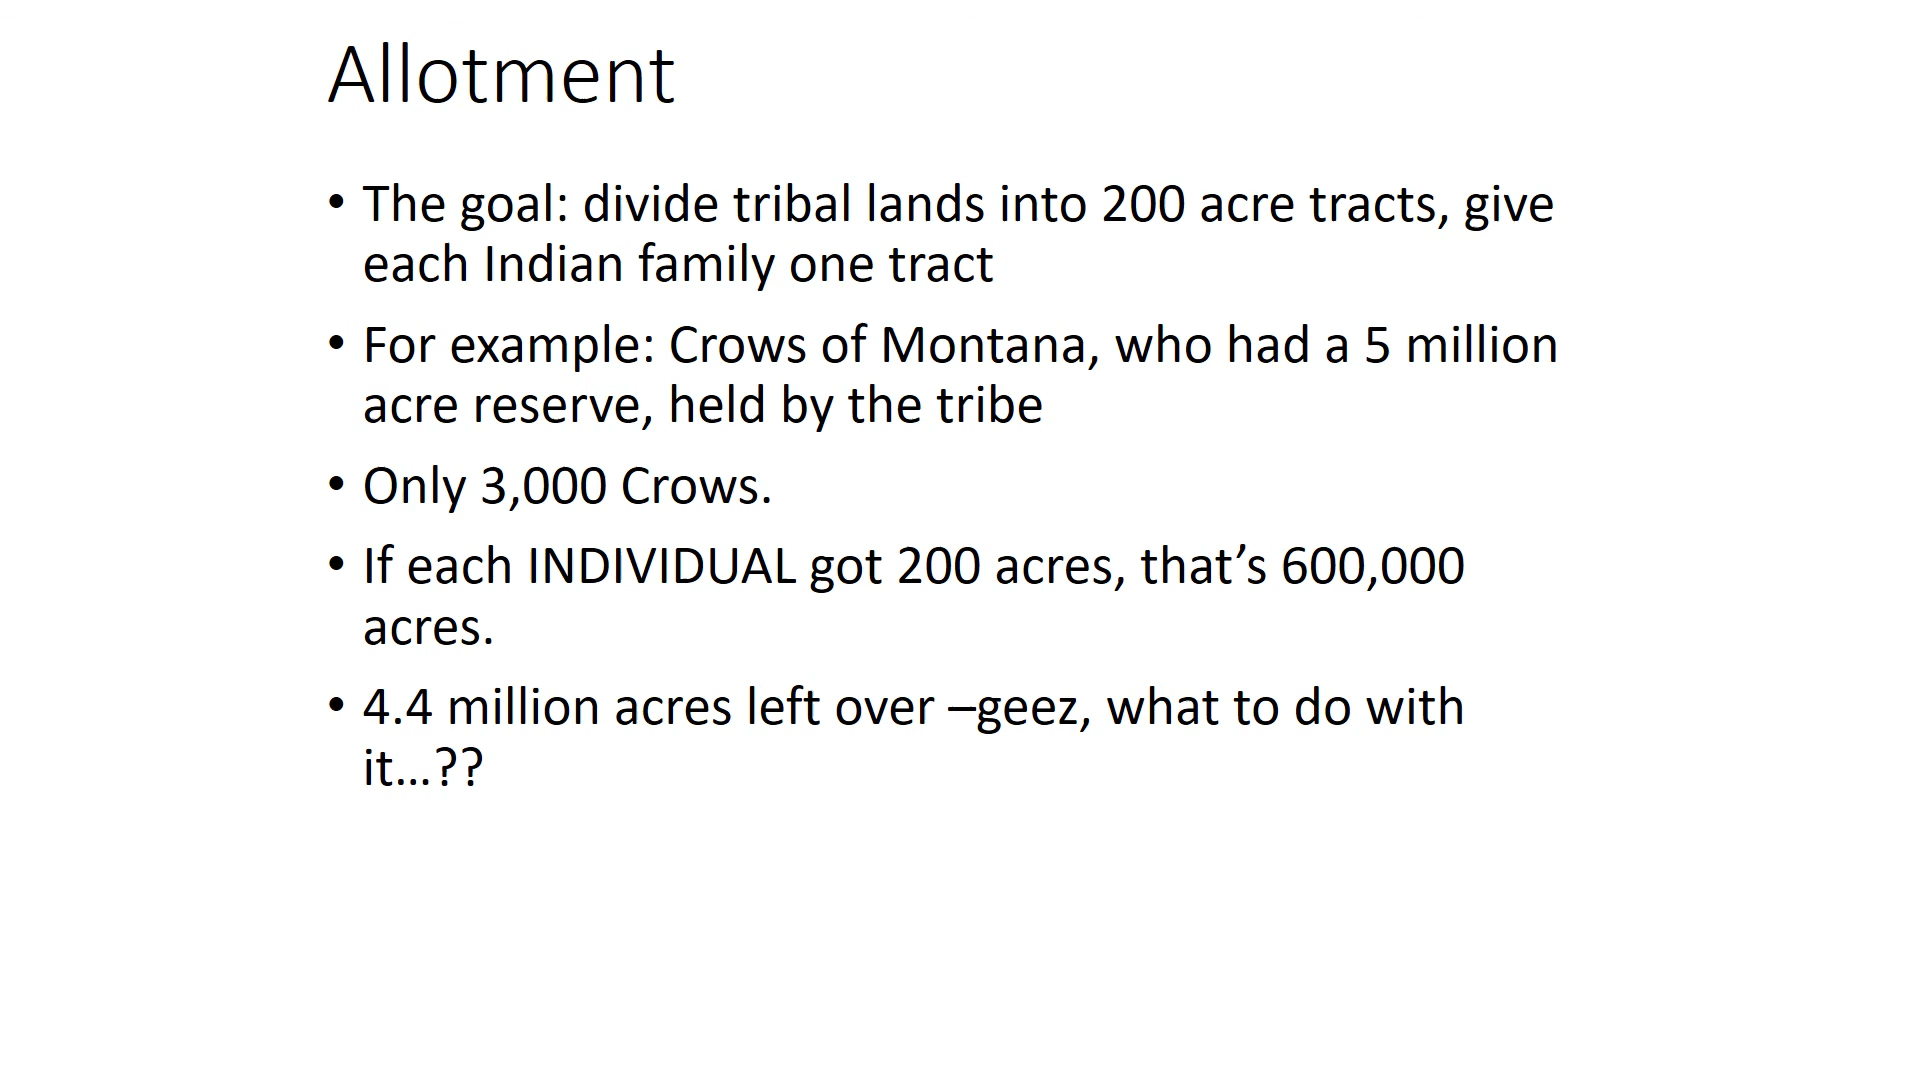 Allotment
• The goal: divide tribal lands into 200 acre tracts, give
each Indian family one tract
• For example: Crows of Montana, who had a 5 million
acre reserve, held by the tribe
• Only 3,000 Crows.
• If each INDIVIDUAL got 200 acres, that’s 600,000
acres.
• 4.4 million acres left over –geez, what to do with
it…??